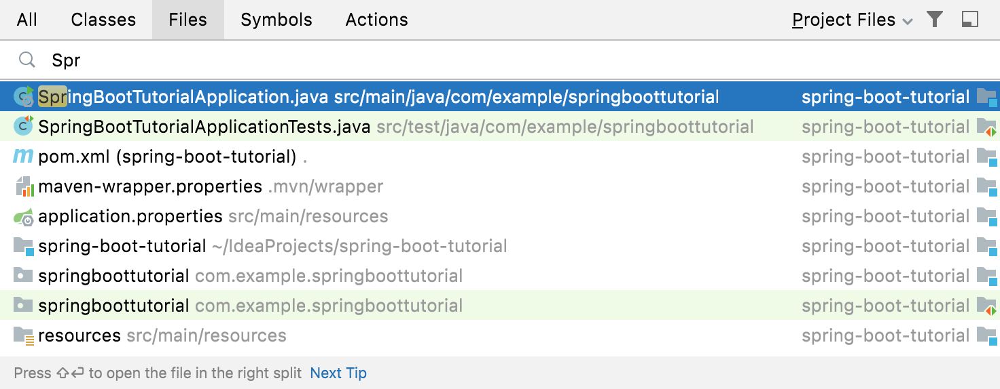 All Classes Files Symbols Actions Project Files
Spr
SpringBootTutorialApplication.java src/main/java/com/example/springboottutorial spring-boot-tutorial
SpringBootTutorialApplicationTests.java src/test/java/com/example/springboottutorial spring-boot-tutorial
pom.xml (spring-boot-tutorial) . spring-boot-tutorial
maven-wrapper.properties .mvn/wrapper spring-boot-tutorial
application.properties src/main/resources spring-boot-tutorial
spring-boot-tutorial ~/IdeaProjects/spring-boot-tutorial spring-boot-tutorial
springboottutorial com.example.springboottutorial spring-boot-tutorial
springboottutorial com.example.springboottutorial spring-boot-tutorial
resources src/main/resources spring-boot-tutorial
Press ⇧⏎ to open the file in the right split Next Tip